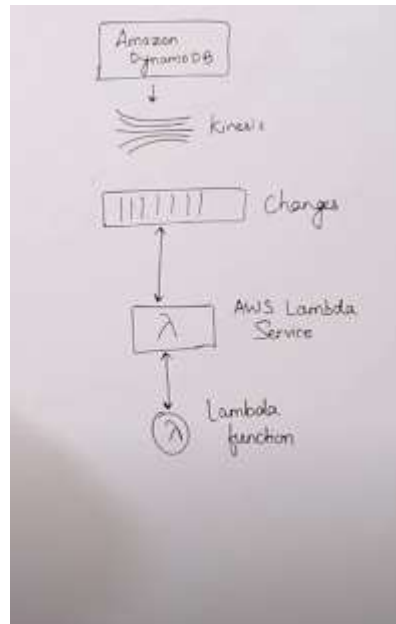 Amazon
DynamoDB
Kinesis
Changes
λ
AWS Lambda
Service
λ
Lambda
function